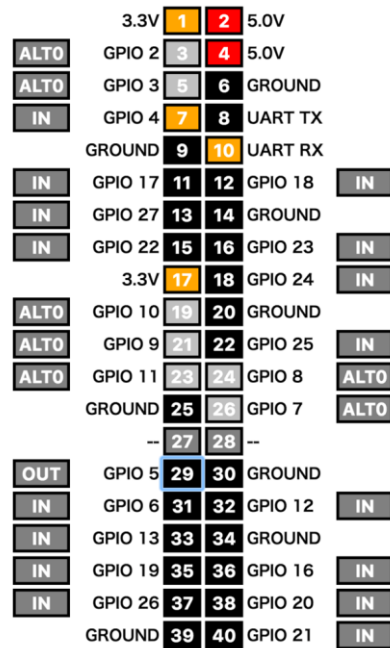 3.3V 1 2 5.0V
ALT0 GPIO 2 3 4 5.0V
ALT0 GPIO 3 5 6 GROUND
IN GPIO 4 7 8 UART TX
GROUND 9 10 UART RX
IN GPIO 17 11 12 GPIO 18 IN
IN GPIO 27 13 14 GROUND
IN GPIO 22 15 16 GPIO 23 IN
3.3V 17 18 GPIO 24 IN
ALT0 GPIO 10 19 20 GROUND
ALT0 GPIO 9 21 22 GPIO 25 IN
ALT0 GPIO 11 23 24 GPIO 8 ALT0
GROUND 25 26 GPIO 7 ALT0
-- 27 28 --
OUT GPIO 5 29 30 GROUND
IN GPIO 6 31 32 GPIO 12 IN
IN GPIO 13 33 34 GROUND
IN GPIO 19 35 36 GPIO 16 IN
IN GPIO 26 37 38 GPIO 20 IN
GROUND 39 40 GPIO 21 IN